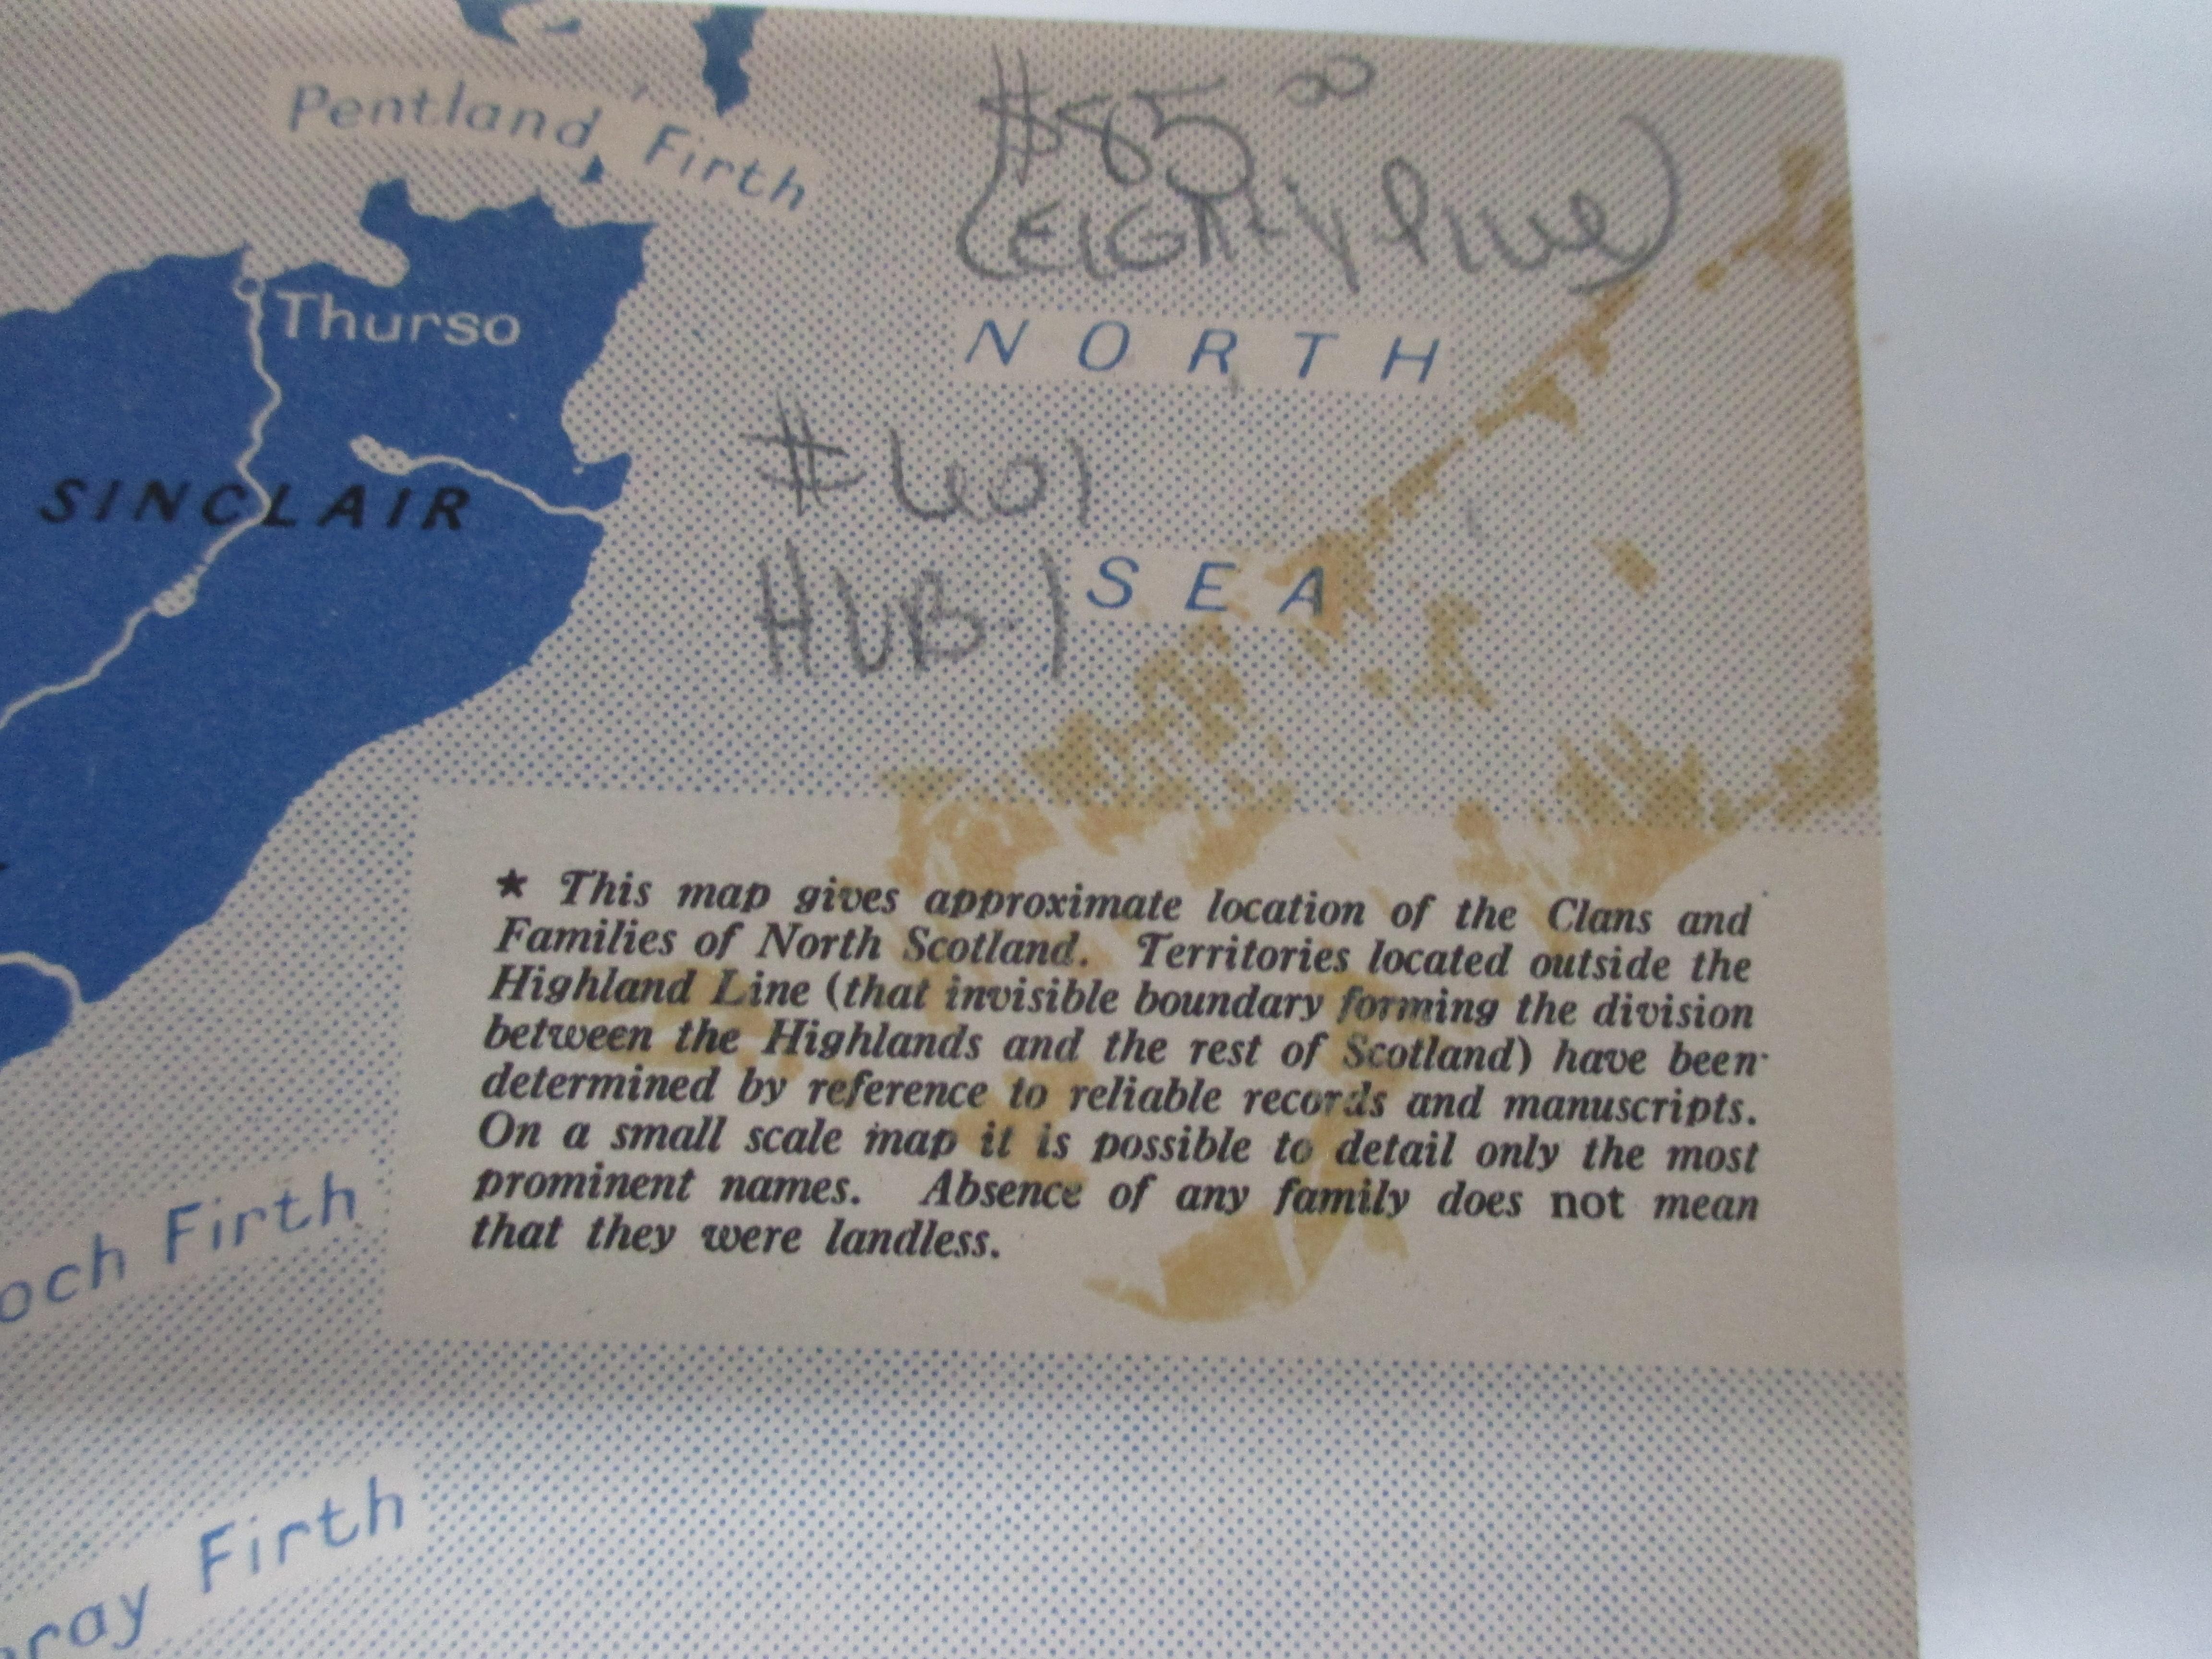 $85 00
Pentland Firth
(EIGHty five)
Thurso
NORTH
#601
SINCLAIR
HUB-1
SEA
* This map gives approximate location of the Clans and
Families of North Scotland. Territories located outside the
Highland Line (that invisible boundary forming the division
between the Highlands and the rest of Scotland) have been
determined by reference to reliable records and manuscripts.
On a small scale map it is possible to detail only the most
prominent names. Absence of any family does not mean
that they were landless.
och Firth
ray Firth